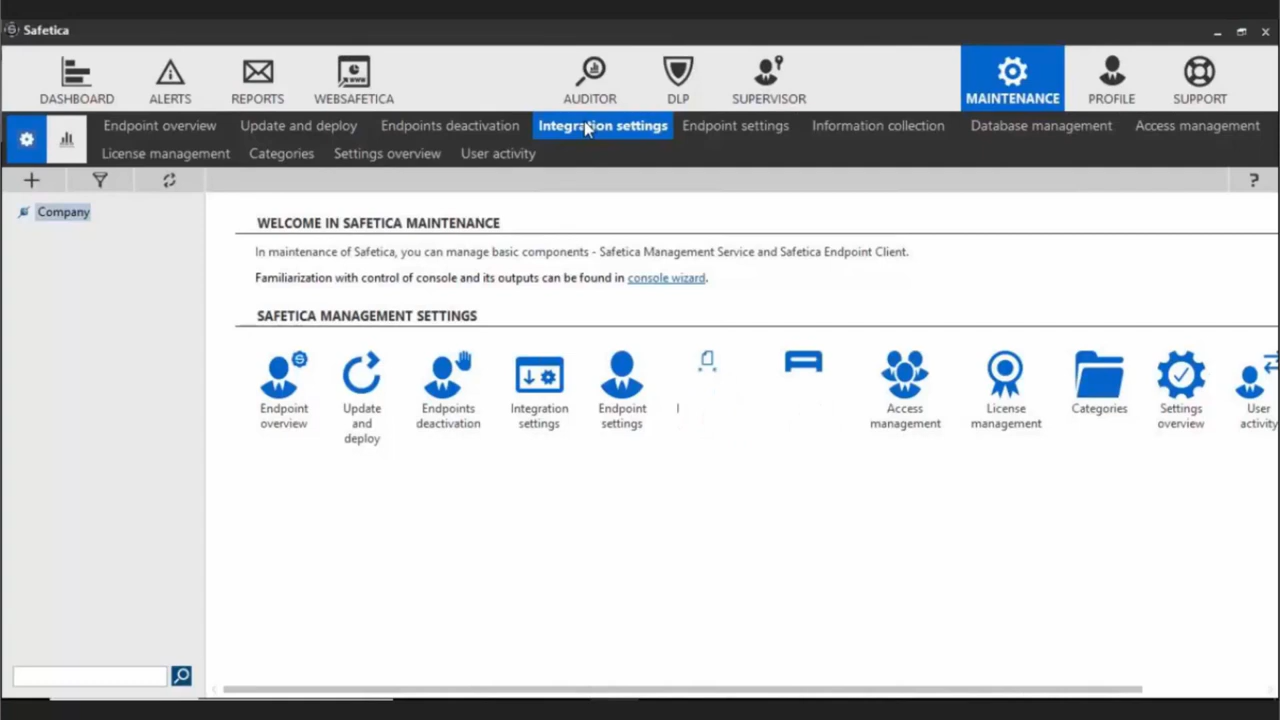 Safetica
DASHBOARD ALERTS REPORTS WEBSAFETICA AUDITOR DLP SUPERVISOR MAINTENANCE PROFILE SUPPORT
Endpoint overview Update and deploy Endpoints deactivation Integration settings Endpoint settings Information collection Database management Access management
License management Categories Settings overview User activity
?
Company
WELCOME IN SAFETICA MAINTENANCE
In maintenance of Safetica, you can manage basic components - Safetica Management Service and Safetica Endpoint Client.
Familiarization with control of console and its outputs can be found in console wizard.
SAFETICA MANAGEMENT SETTINGS
Endpoint overview
Update and deploy
Endpoints deactivation
Integration settings
Endpoint settings
Access management
License management
Categories
Settings overview
User activity